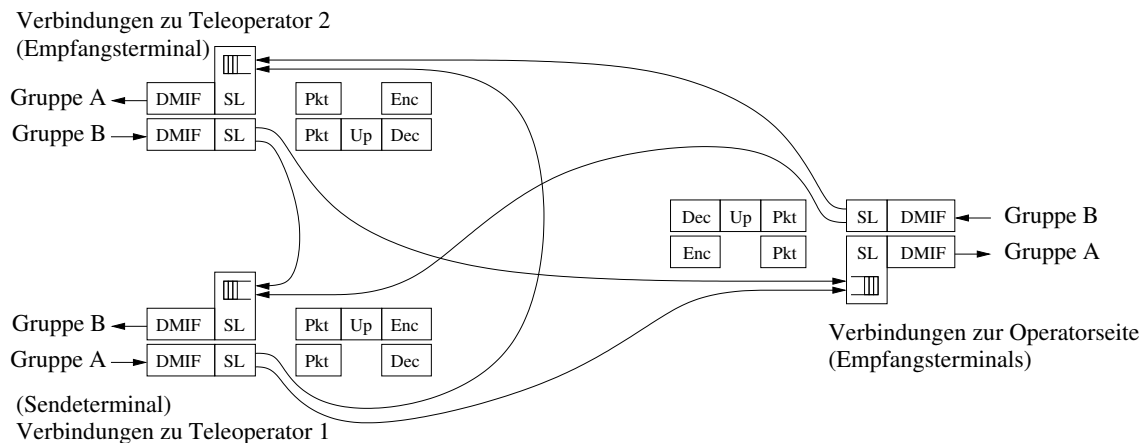 Verbindungen zu Teleoperator 2
(Empfangsterminal)
Gruppe A DMIF SL Pkt Enc
Gruppe B DMIF SL Pkt Up Dec
Dec Up Pkt SL DMIF Gruppe B
Enc Pkt SL DMIF Gruppe A
Gruppe B DMIF SL Pkt Up Enc
Gruppe A DMIF SL Pkt Dec
Verbindungen zur Operatorseite
(Empfangsterminals)
(Sendeterminal)
Verbindungen zu Teleoperator 1